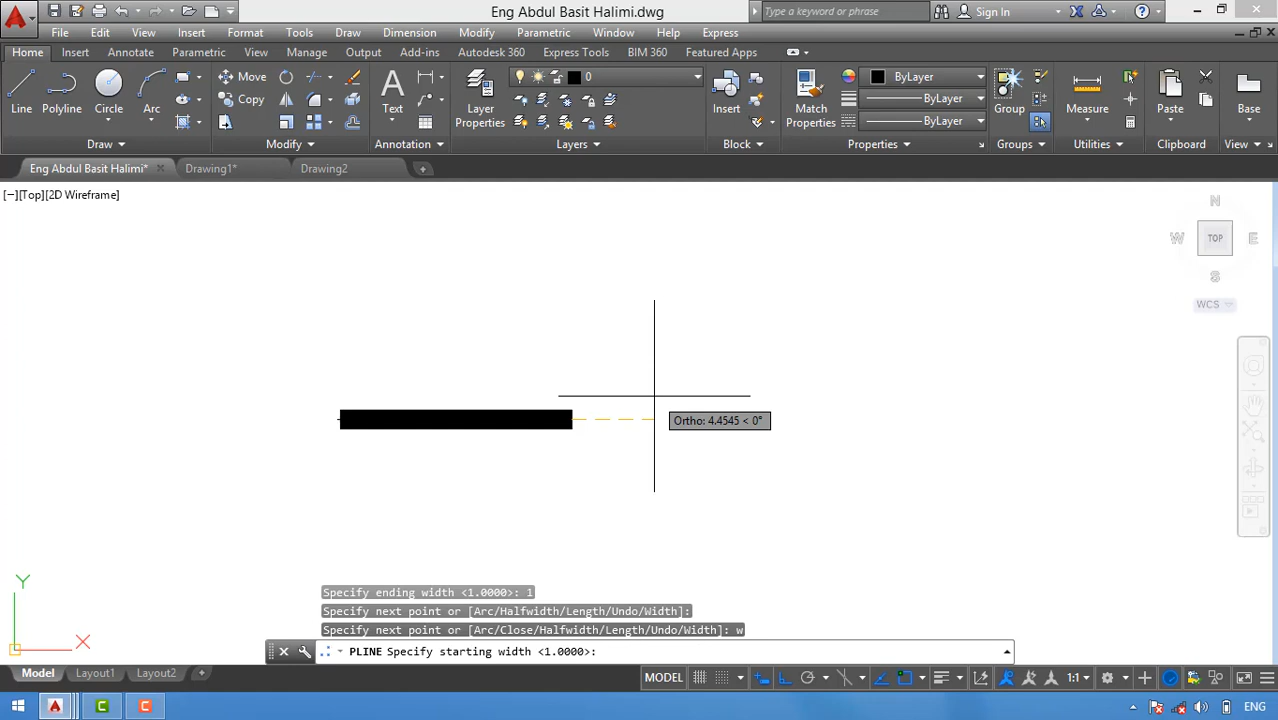 Eng Abdul Basit Halimi.dwg
Type a keyword or phrase
Sign In
File Edit View Insert Format Tools Draw Dimension Modify Parametric Window Help Express
Home Insert Annotate Parametric View Manage Output Add-ins Autodesk 360 Express Tools BIM 360 Featured Apps
Move
0
ByLayer
Copy
ByLayer
Line Polyline Circle Arc
Text
Layer
Properties
Insert
Match
Properties
ByLayer
Group
Measure
Paste
Base
Draw Modify Annotation Layers Block Properties Groups Utilities Clipboard View
Eng Abdul Basit Halimi* Drawing1* Drawing2
[−][Top][2D Wireframe]
N
W TOP E
S
WCS
Ortho: 4.4545 < 0°
Y
X
Specify ending width <1.0000>: 1
Specify next point or [Arc/Halfwidth/Length/Undo/Width]:
Specify next point or [Arc/Close/Halfwidth/Length/Undo/Width]: w
PLINE Specify starting width <1.0000>:
Model Layout1 Layout2
MODEL
1:1
ENG